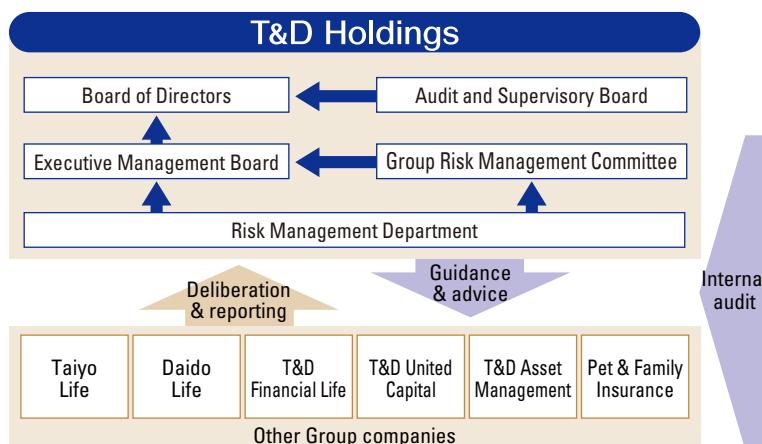 T&D Holdings
Board of Directors
Audit and Supervisory Board
Executive Management Board
Group Risk Management Committee
Risk Management Department
Deliberation
& reporting
Guidance
& advice
Interna
audit
Taiyo
Life
Daido
Life
T&D
Financial Life
T&D United
Capital
T&D Asset
Management
Pet & Family
Insurance
Other Group companies